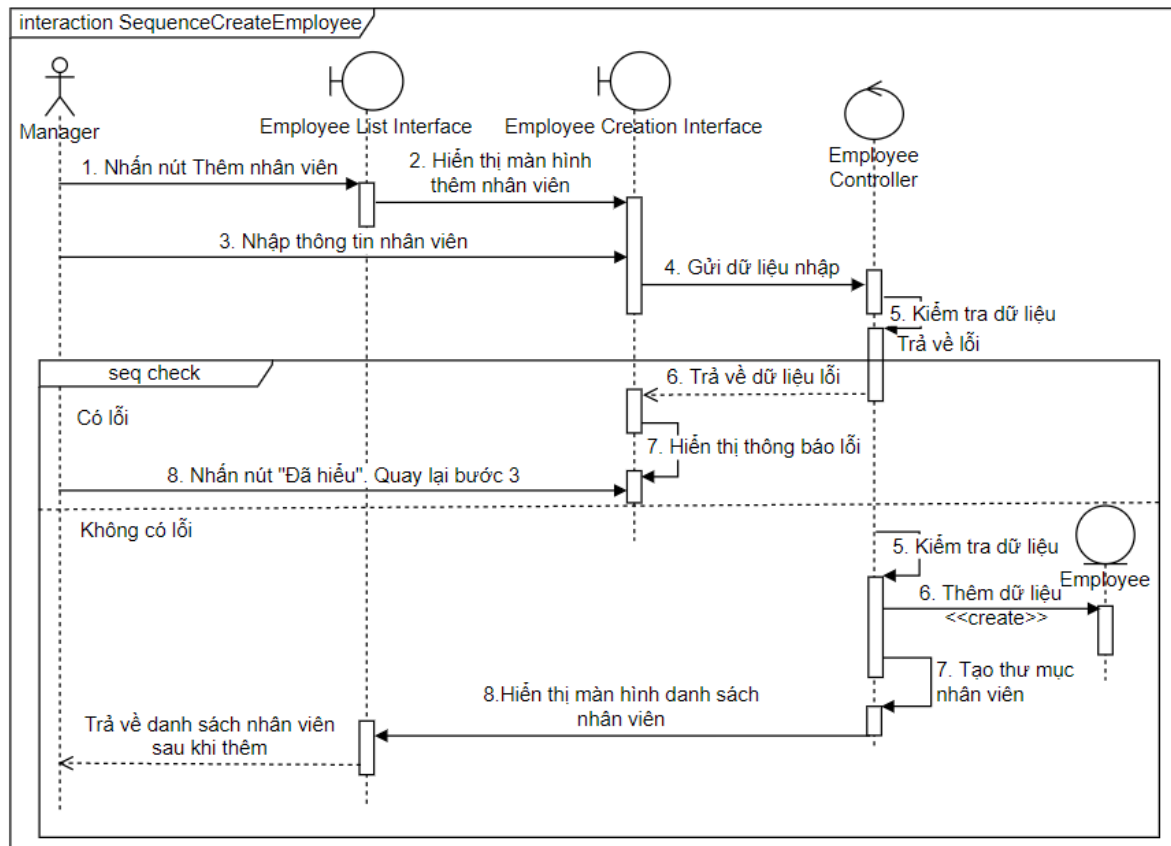 interaction SequenceCreateEmployee
Manager
Employee List Interface
Employee Creation Interface
Employee
Controller
1. Nhấn nút Thêm nhân viên
2. Hiển thị màn hình
thêm nhân viên
3. Nhập thông tin nhân viên
4. Gửi dữ liệu nhập
5. Kiểm tra dữ liệu
Trả về lỗi
seq check
6. Trả về dữ liệu lỗi
Có lỗi
7. Hiển thị thông báo lỗi
8. Nhấn nút "Đã hiểu". Quay lại bước 3
Không có lỗi
5. Kiểm tra dữ liệu
Employee
6. Thêm dữ liệu
<<create>>
7. Tạo thư mục
nhân viên
8.Hiển thị màn hình danh sách
nhân viên
Trả về danh sách nhân viên
sau khi thêm